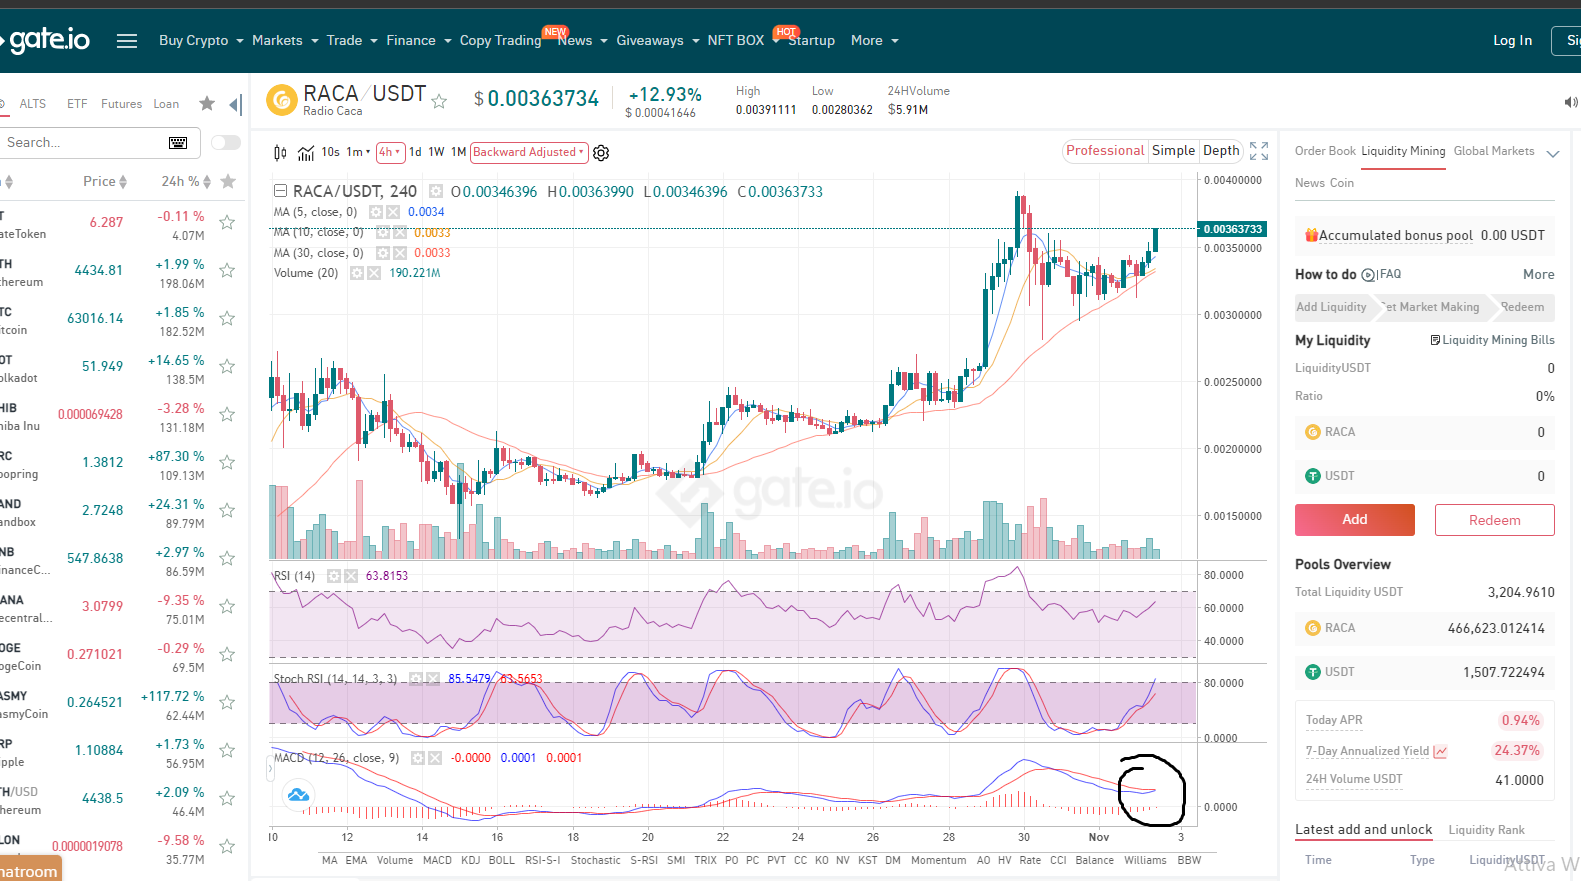 gate.io
Buy Crypto Markets Trade Finance Copy Trading NEW News Giveaways NFT BOX HOT Startup More
Log In
ALTS ETF Futures Loan
RACA/USDT
Radio Caca
$ 0.00363734
+12.93%
$ 0.00041646
High
0.00391111
Low
0.00280362
24HVolume
$5.91M
Search...
Price 24h %
10s 1m 4h 1d 1W 1M Backward Adjusted
Professional Simple Depth
RACA/USDT, 240 O0.00346396 H0.00363990 L0.00346396 C0.00363733
MA (5, close, 0) 0.0034
MA (10, close, 0) 0.0033
MA (30, close, 0) 0.0033
Volume (20) 190.221M
0.00400000
0.00363733
0.00350000
0.00300000
0.00250000
0.00200000
0.00150000
gate.io
RSI (14) 63.8153
80.0000
60.0000
40.0000
Stoch RSI (14, 14, 3, 3) 85.5479 63.5653
80.0000
0.0000
MACD (12, 26, close, 9) -0.0000 0.0001 0.0001
0.0000
10 12 14 16 18 20 22 24 26 28 30 Nov 3
MA EMA Volume MACD KDJ BOLL RSI-S-I Stochastic S-RSI SMI TRIX PO PC PVT CC KO NV KST DM Momentum AO HV Rate CCI Balance Williams BBW
6.287 -0.11 %
ateToken 4.07M
TH 4434.81 +1.99 %
hereum 198.06M
TC 63016.14 +1.85 %
itcoin 182.52M
OT 51.949 +14.65 %
olkadot 138.5M
HIB 0.000069428 -3.28 %
hiba Inu 131.18M
RC 1.3812 +87.30 %
oopring 109.13M
AND 2.7248 +24.31 %
andbox 89.79M
NB 547.8638 +2.97 %
inanceC... 86.59M
ANA 3.0799 -9.35 %
ecentral... 75.01M
OGE 0.271021 -0.29 %
ogeCoin 69.5M
ASMY 0.264521 +117.72 %
asmyCoin 62.44M
RP 1.10884 +1.73 %
ipple 56.95M
TH/USD 4438.5 +2.09 %
hereum 46.4M
LON 0.0000019078 -9.58 %
35.77M
hatroom
Order Book Liquidity Mining Global Markets
News Coin
Accumulated bonus pool 0.00 USDT
How to do FAQ More
Add Liquidity et Market Making Redeem
My Liquidity Liquidity Mining Bills
LiquidityUSDT 0
Ratio 0%
RACA 0
USDT 0
Add Redeem
Pools Overview
Total Liquidity USDT 3,204.9610
RACA 466,623.012414
USDT 1,507.722494
Today APR 0.94%
7-Day Annualized Yield 24.37%
24H Volume USDT 41.0000
Latest add and unlock Liquidity Rank
Time Type LiquidityUSDT
Attiva W